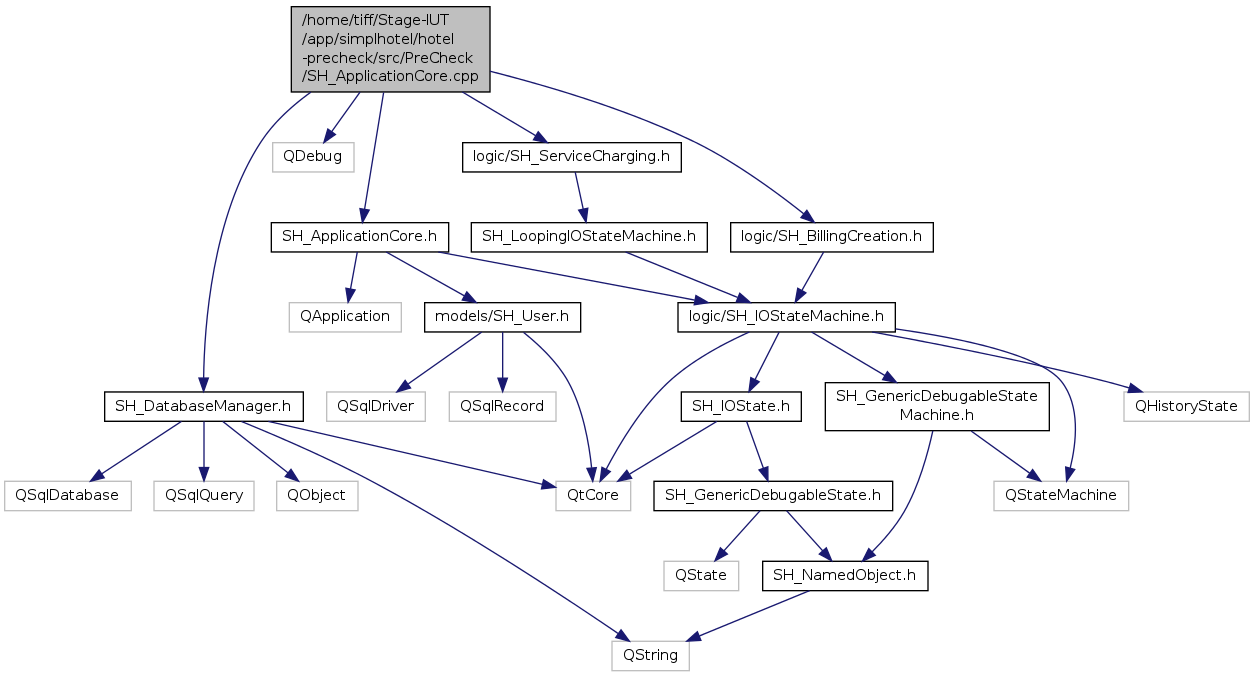 /home/tiff/Stage-IUT
/app/simplhotel/hotel
-precheck/src/PreCheck
/SH_ApplicationCore.cpp
QDebug
logic/SH_ServiceCharging.h
SH_ApplicationCore.h
SH_LoopingIOStateMachine.h
logic/SH_BillingCreation.h
QApplication
models/SH_User.h
logic/SH_IOStateMachine.h
SH_DatabaseManager.h
QSqlDriver
QSqlRecord
SH_IOState.h
SH_GenericDebugableState
Machine.h
QHistoryState
QSqlDatabase
QSqlQuery
QObject
QtCore
SH_GenericDebugableState.h
QStateMachine
QState
SH_NamedObject.h
QString